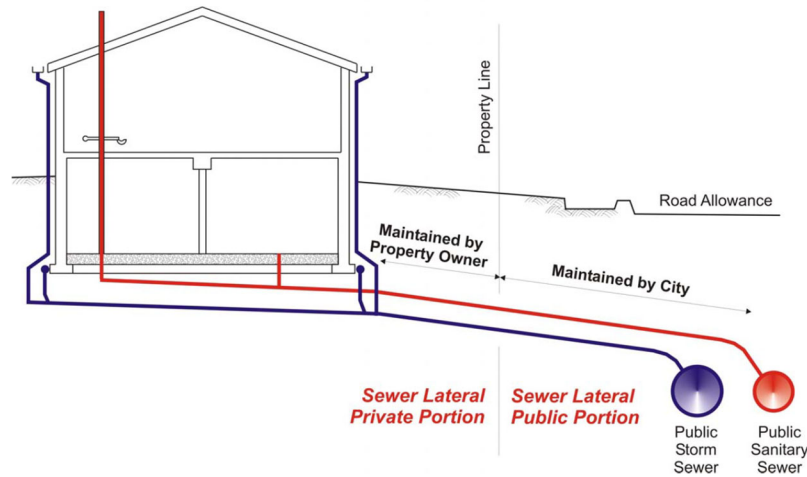 Property Line
Road Allowance
Maintained by
Property Owner
Maintained by City
Sewer Lateral
Private Portion
Sewer Lateral
Public Portion
Public
Storm
Sewer
Public
Sanitary
Sewer